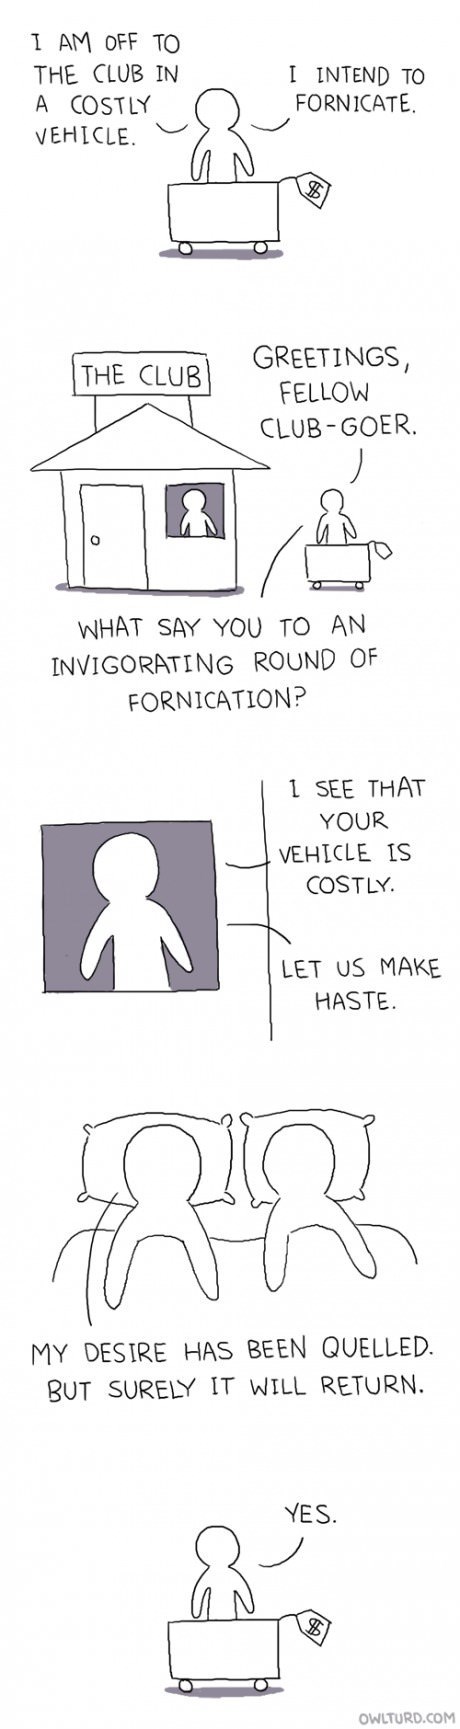 I AM OFF TO
THE CLUB IN
A COSTLY
VEHICLE.
I INTEND TO
FORNICATE.
$
THE CLUB
GREETINGS,
FELLOW
CLUB-GOER.
WHAT SAY YOU TO AN
INVIGORATING ROUND OF
FORNICATION?
I SEE THAT
YOUR
VEHICLE IS
COSTLY.
LET US MAKE
HASTE.
MY DESIRE HAS BEEN QUELLED.
BUT SURELY IT WILL RETURN.
YES.
$
OWLTURD.COM